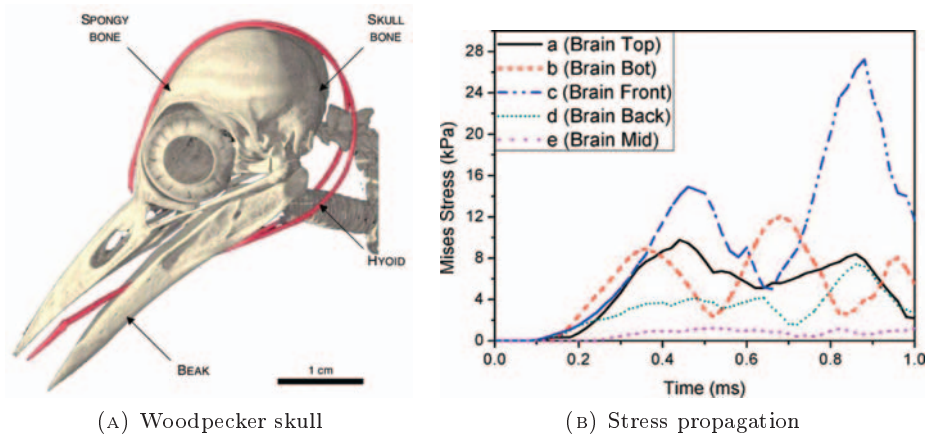 SPONGY
BONE
SKULL
BONE
HYOID
BEAK
1 cm
(A) Woodpecker skull
28
24
20
16
12
8
4
0
Mises Stress (kPa)
a (Brain Top)
b (Brain Bot)
c (Brain Front)
d (Brain Back)
e (Brain Mid)
0.0 0.2 0.4 0.6 0.8 1.0
Time (ms)
(B) Stress propagation